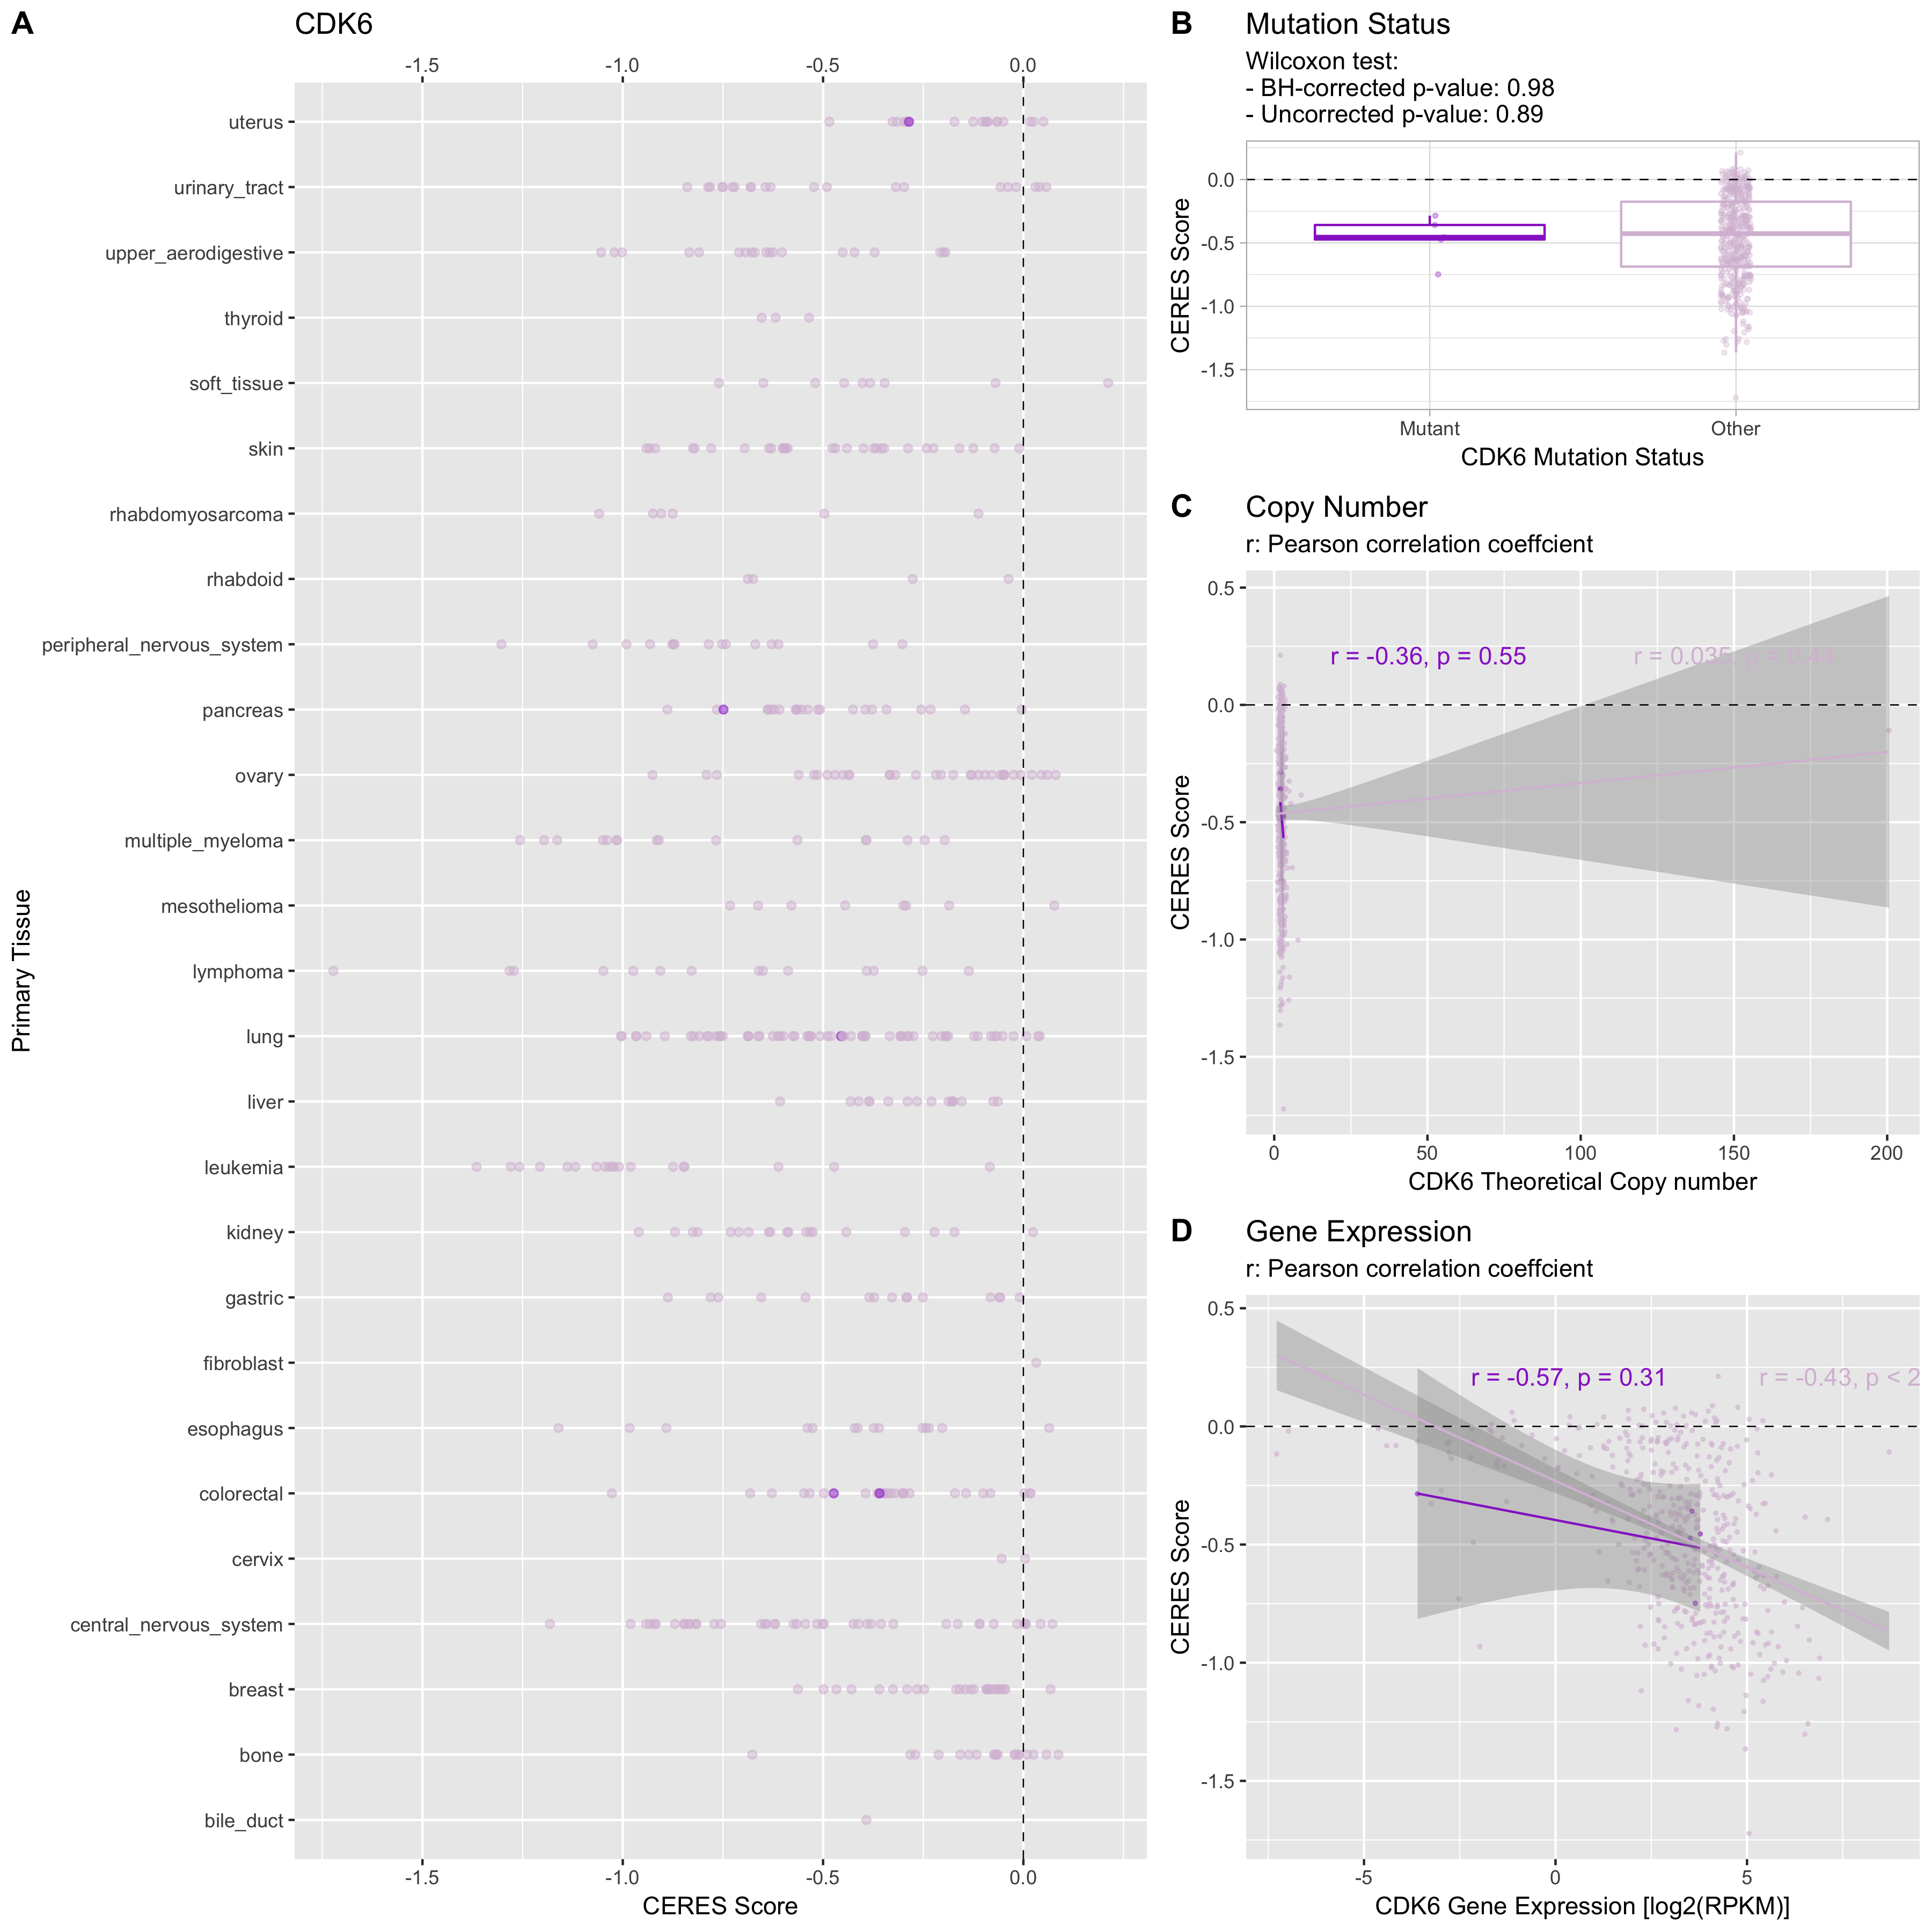 A
CDK6
-1.5 -1.0 -0.5 0.0
uterus
urinary_tract
upper_aerodigestive
thyroid
soft_tissue
skin
rhabdomyosarcoma
rhabdoid
peripheral_nervous_system
pancreas
ovary
multiple_myeloma
mesothelioma
lymphoma
lung
liver
leukemia
kidney
gastric
fibroblast
esophagus
colorectal
cervix
central_nervous_system
breast
bone
bile_duct
Primary Tissue
-1.5 -1.0 -0.5 0.0
CERES Score
B
Mutation Status
Wilcoxon test:
- BH-corrected p-value: 0.98
- Uncorrected p-value: 0.89
0.0
-0.5
-1.0
-1.5
CERES Score
Mutant Other
CDK6 Mutation Status
C
Copy Number
r: Pearson correlation coeffcient
r = -0.36, p = 0.55 r = 0.035, p = 0.44
0.5
0.0
-0.5
-1.0
-1.5
CERES Score
0 50 100 150 200
CDK6 Theoretical Copy number
D
Gene Expression
r: Pearson correlation coeffcient
r = -0.57, p = 0.31 r = -0.43, p < 2
0.5
0.0
-0.5
-1.0
-1.5
CERES Score
-5 0 5
CDK6 Gene Expression [log2(RPKM)]